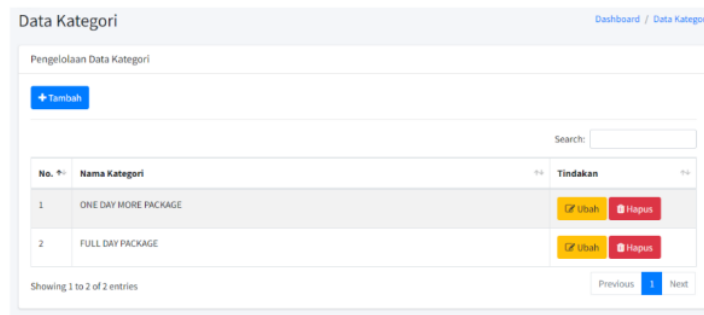 Data Kategori
Dashboard / Data Katego
Pengelolaan Data Kategori
+Tambah
Search:
No. Nama Kategori Tindakan
1 ONE DAY MORE PACKAGE Ubah Hapus
2 FULL DAY PACKAGE Ubah Hapus
Showing 1 to 2 of 2 entries
Previous 1 Next